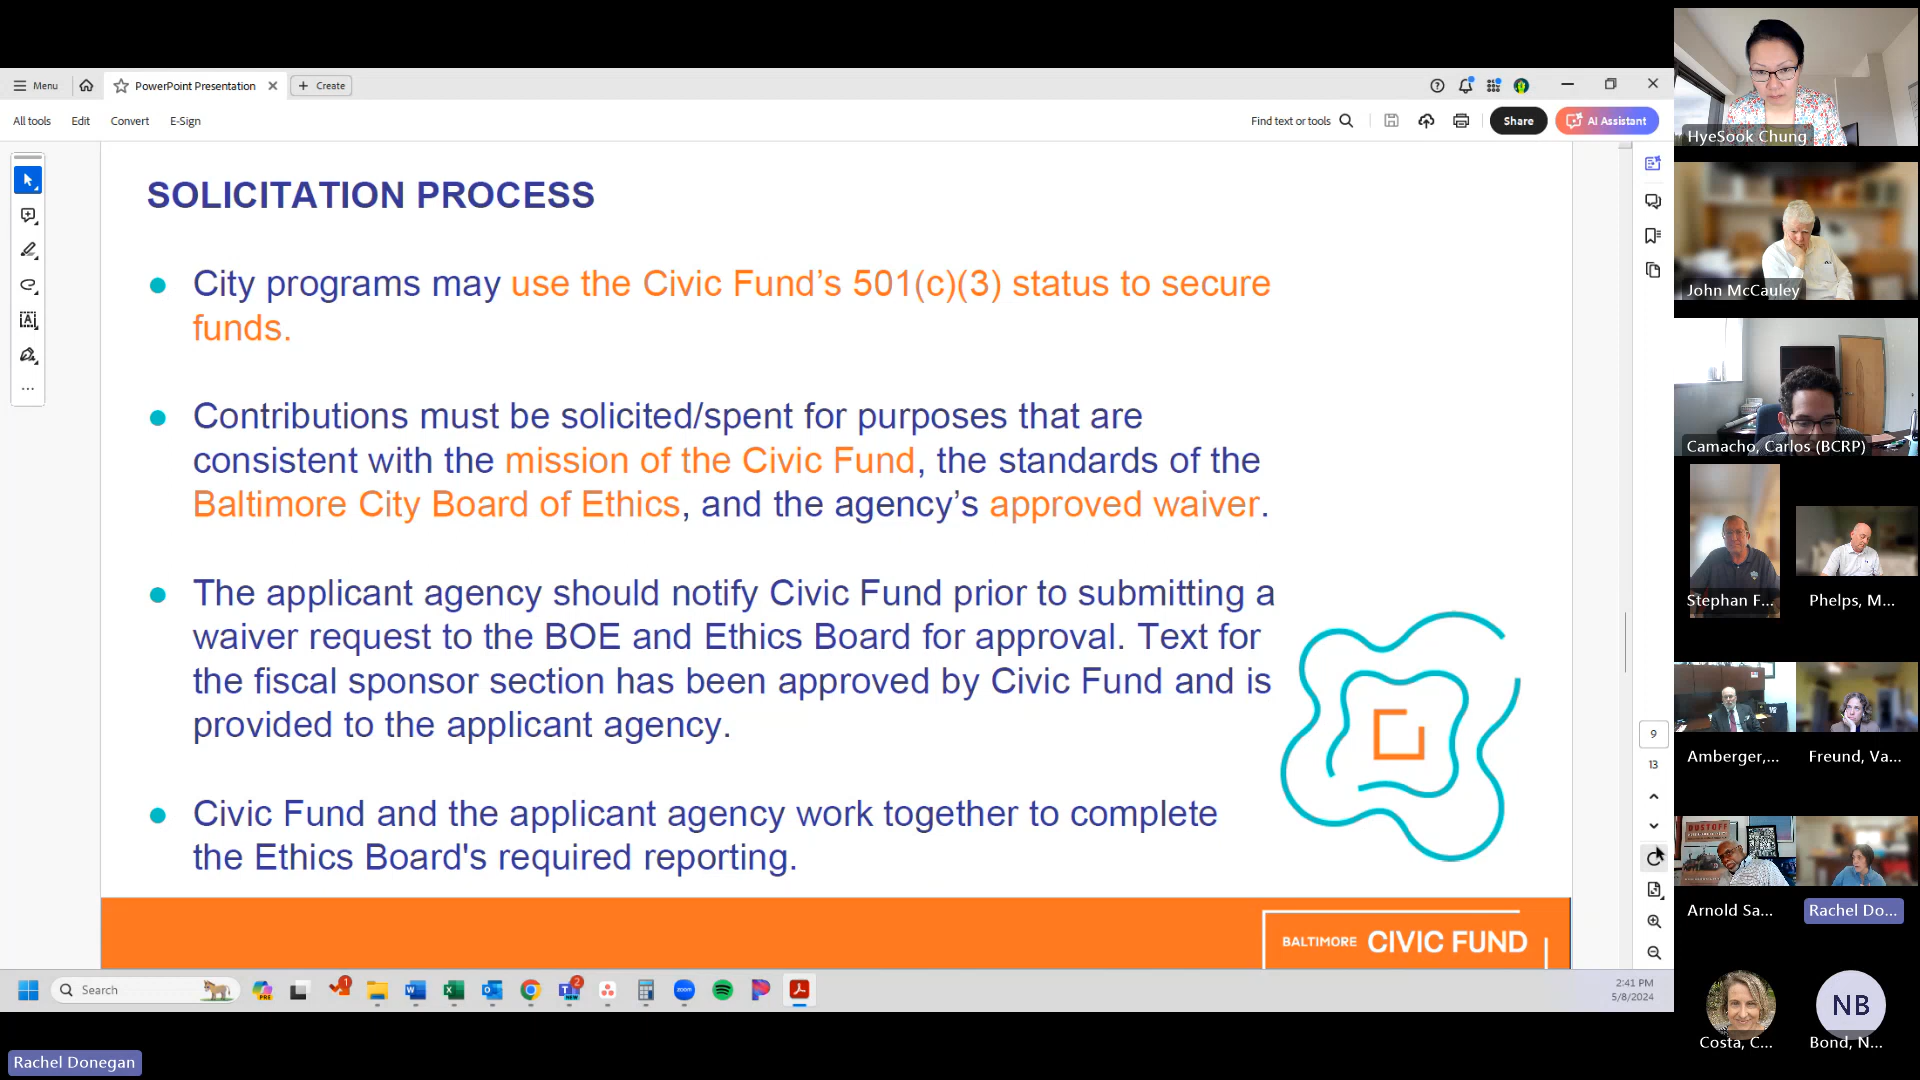 Menu
PowerPoint Presentation
Create
All tools
Edit
Convert
E-Sign
Find text or tools
Share
AI Assistant
SOLICITATION PROCESS
City programs may use the Civic Fund’s 501(c)(3) status to secure
funds.
Contributions must be solicited/spent for purposes that are
consistent with the mission of the Civic Fund, the standards of the
Baltimore City Board of Ethics, and the agency’s approved waiver.
The applicant agency should notify Civic Fund prior to submitting a
waiver request to the BOE and Ethics Board for approval. Text for
the fiscal sponsor section has been approved by Civic Fund and is
provided to the applicant agency.
Civic Fund and the applicant agency work together to complete
the Ethics Board's required reporting.
BALTIMORE CIVIC FUND
9
13
Search
2:41 PM
5/8/2024
Rachel Donegan
HyeSook Chung
John McCauley
Camacho, Carlos (BCRP)
Stephan F...
Phelps, M...
Amberger,...
Freund, Va...
Arnold Sa...
Rachel Do...
NB
Costa, C...
Bond, N...